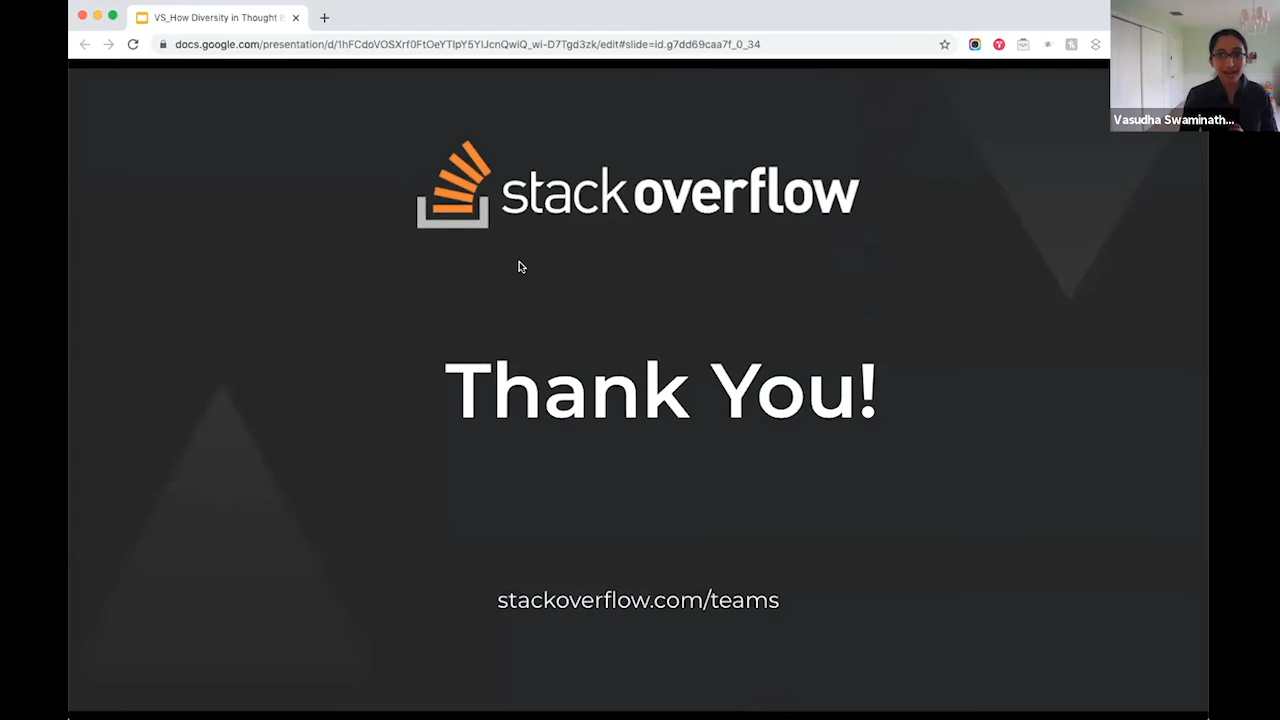 VS_How Diversity in Thought
docs.google.com/presentation/d/1hFCdoVOSXrf0FtOeYTlpY5YlJcnQwiQ_wi-D7Tgd3zk/edit#slide=id.g7dd69caa7f_0_34
Vasudha Swaminath...
stackoverflow
Thank You!
stackoverflow.com/teams